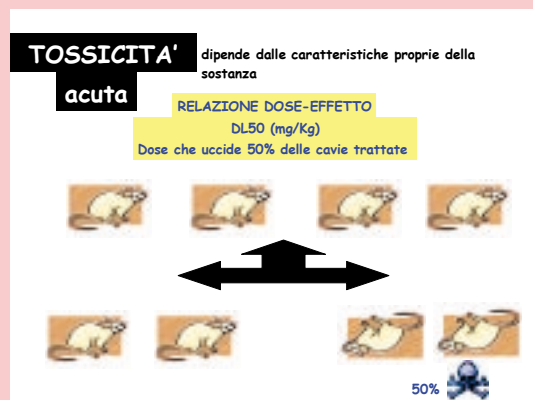 TOSSICITA' dipende dalle caratteristiche proprie della
sostanza
acuta
RELAZIONE DOSE-EFFETTO
DL50 (mg/Kg)
Dose che uccide 50% delle cavie trattate
50%